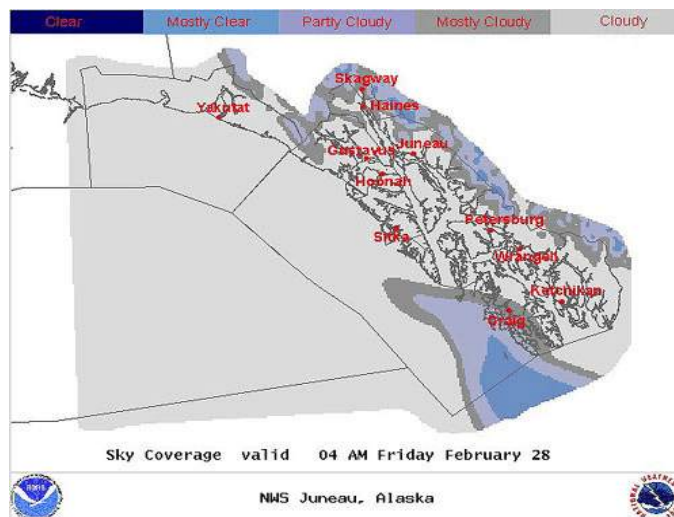 Clear Mostly Clear Partly Cloudy Mostly Cloudy Cloudy
Skagway
Haines
Yakutat
Gustavus Juneau
Hoonah
Petersburg
Sitka
Wrangell
Ketchikan
Craig
Sky Coverage valid 04 AM Friday February 28
NWS Juneau, Alaska